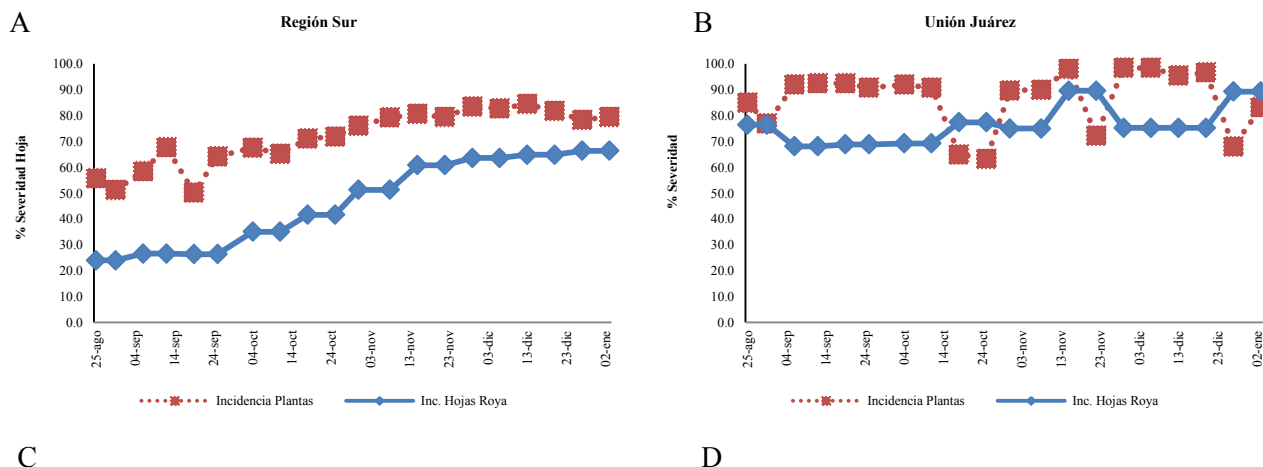 A
Región Sur
% Severidad Hoja
100.0
90.0
80.0
70.0
60.0
50.0
40.0
30.0
20.0
10.0
0.0
25-ago
04-sep
14-sep
24-sep
04-oct
14-oct
24-oct
03-nov
13-nov
23-nov
03-dic
13-dic
23-dic
02-ene
Incidencia Plantas
Inc. Hojas Roya
B
Unión Juárez
% Severidad
100.0
90.0
80.0
70.0
60.0
50.0
40.0
30.0
20.0
10.0
0.0
25-ago
04-sep
14-sep
24-sep
04-oct
14-oct
24-oct
03-nov
13-nov
23-nov
03-dic
13-dic
23-dic
02-ene
Incidencia Plantas
Inc. Hojas Roya
C
D